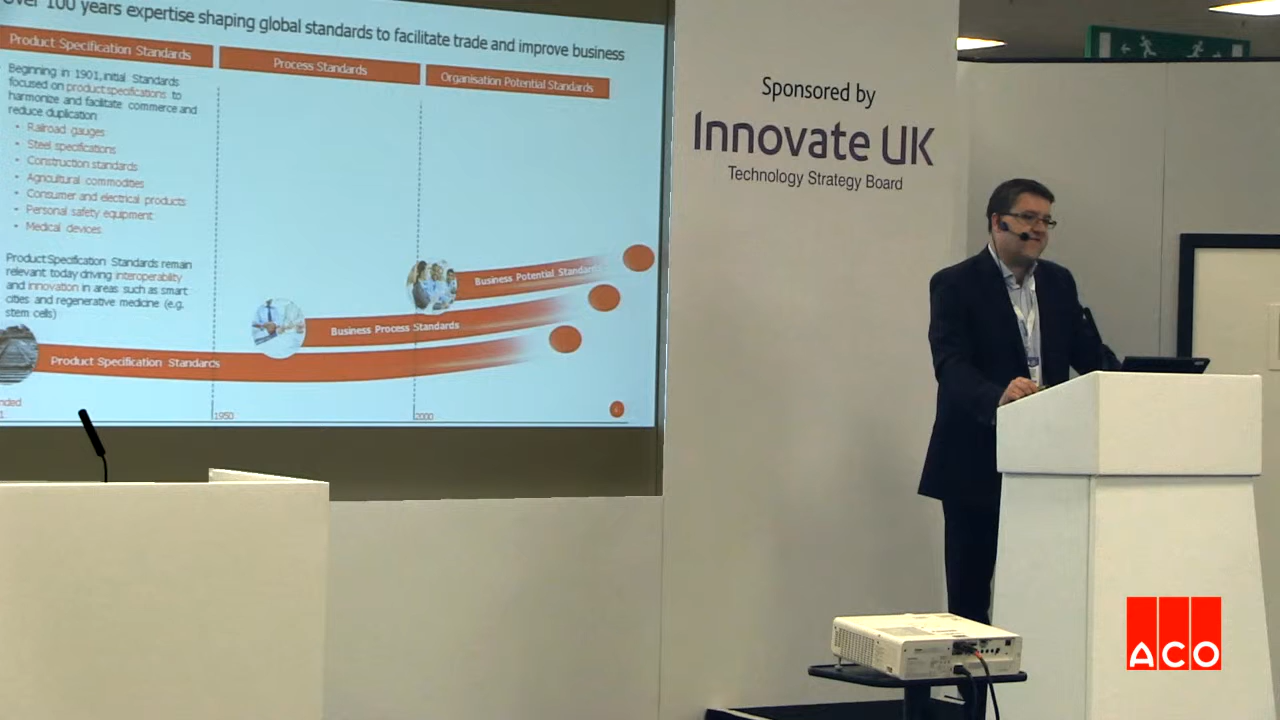 Over 100 years expertise shaping global standards to facilitate trade and improve business
Product Specification Standards
Process Standards
Organisation Potential Standards
Beginning in 1901, initial Standards
focused on product specifications to
harmonize and facilitate commerce and
reduce duplication
• Railroad gauges
• Steel specifications
• Construction standards
• Agricultural commodities
• Consumer and electrical products
• Personal safety equipment
• Medical devices
Product Specification Standards remain
relevant today driving interoperability
and innovation in areas such as smart
cities and regenerative medicine (e.g.
stem cells)
Business Potential Standards
Business Process Standards
Product Specification Standards
1950
2000
Sponsored by
Innovate UK
Technology Strategy Board
ACO